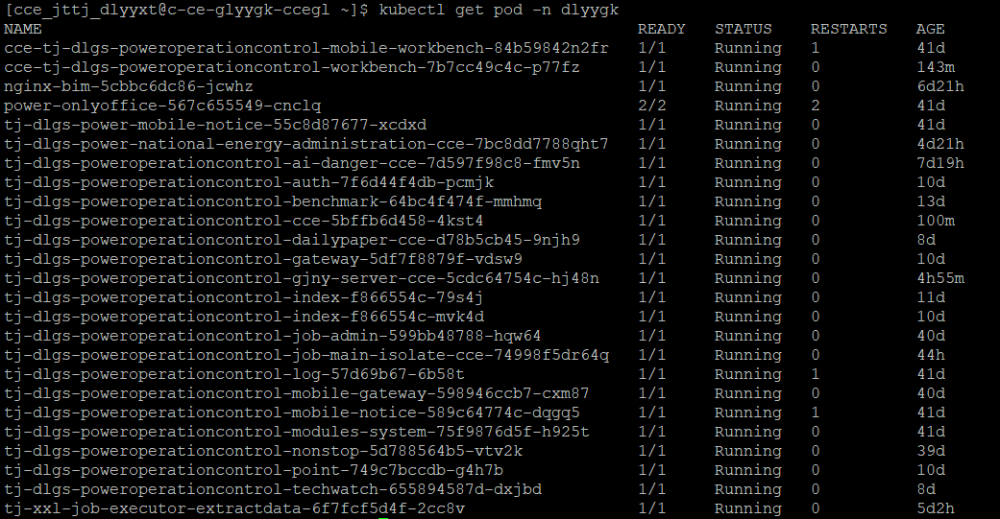 [cce_jttj_dlyyxt@c-ce-glyygk-ccegl ~]$ kubectl get pod -n dlyygk
NAME READY STATUS RESTARTS AGE
cce-tj-dlgs-poweroperationcontrol-mobile-workbench-84b59842n2fr 1/1 Running 1 41d
cce-tj-dlgs-poweroperationcontrol-workbench-7b7cc49c4c-p77fz 1/1 Running 0 143m
nginx-bim-5cbbc6dc86-jcwhz 1/1 Running 0 6d21h
power-onlyoffice-567c655549-cnclq 2/2 Running 2 41d
tj-dlgs-power-mobile-notice-55c8d87677-xcdxd 1/1 Running 0 41d
tj-dlgs-power-national-energy-administration-cce-7bc8dd7788qht7 1/1 Running 0 4d21h
tj-dlgs-poweroperationcontrol-ai-danger-cce-7d597f98c8-fmv5n 1/1 Running 0 7d19h
tj-dlgs-poweroperationcontrol-auth-7f6d44f4db-pcmjk 1/1 Running 0 10d
tj-dlgs-poweroperationcontrol-benchmark-64bc4f474f-mmhmq 1/1 Running 0 13d
tj-dlgs-poweroperationcontrol-cce-5bffb6d458-4kst4 1/1 Running 0 100m
tj-dlgs-poweroperationcontrol-dailypaper-cce-d78b5cb45-9njh9 1/1 Running 0 8d
tj-dlgs-poweroperationcontrol-gateway-5df7f8879f-vdsw9 1/1 Running 0 10d
tj-dlgs-poweroperationcontrol-gjny-server-cce-5cdc64754c-hj48n 1/1 Running 0 4h55m
tj-dlgs-poweroperationcontrol-index-f866554c-79s4j 1/1 Running 0 11d
tj-dlgs-poweroperationcontrol-index-f866554c-mvk4d 1/1 Running 0 10d
tj-dlgs-poweroperationcontrol-job-admin-599bb48788-hqw64 1/1 Running 0 40d
tj-dlgs-poweroperationcontrol-job-main-isolate-cce-74998f5dr64q 1/1 Running 0 44h
tj-dlgs-poweroperationcontrol-log-57d69b67-6b58t 1/1 Running 1 41d
tj-dlgs-poweroperationcontrol-mobile-gateway-598946ccb7-cxm87 1/1 Running 0 40d
tj-dlgs-poweroperationcontrol-mobile-notice-589c64774c-dqgq5 1/1 Running 1 41d
tj-dlgs-poweroperationcontrol-modules-system-75f9876d5f-h925t 1/1 Running 0 41d
tj-dlgs-poweroperationcontrol-nonstop-5d788564b5-vtv2k 1/1 Running 0 39d
tj-dlgs-poweroperationcontrol-point-749c7bccdb-g4h7b 1/1 Running 0 10d
tj-dlgs-poweroperationcontrol-techwatch-655894587d-dxjbd 1/1 Running 0 8d
tj-xxl-job-executor-extractdata-6f7fcf5d4f-2cc8v 1/1 Running 0 5d2h